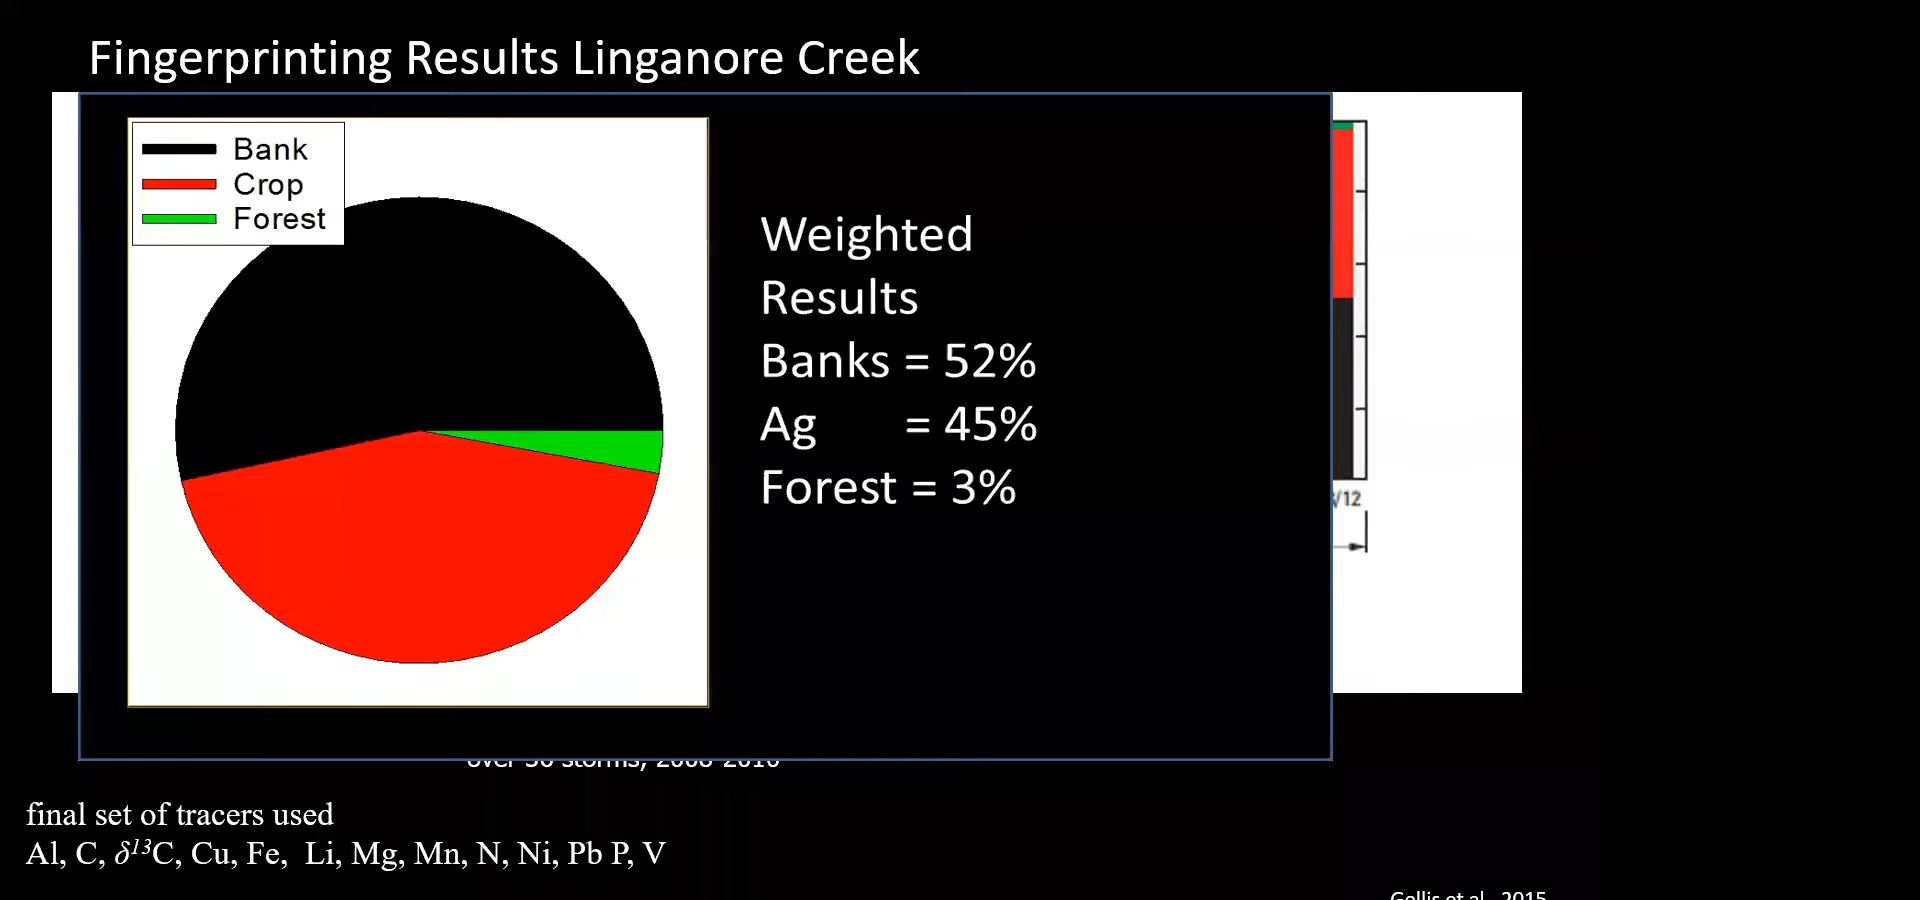 Fingerprinting Results Linganore Creek
Bank
Crop
Forest
Weighted
Results
Banks = 52%
Ag = 45%
Forest = 3%
/12
final set of tracers used
Al, C, δ¹³C, Cu, Fe, Li, Mg, Mn, N, Ni, Pb P, V